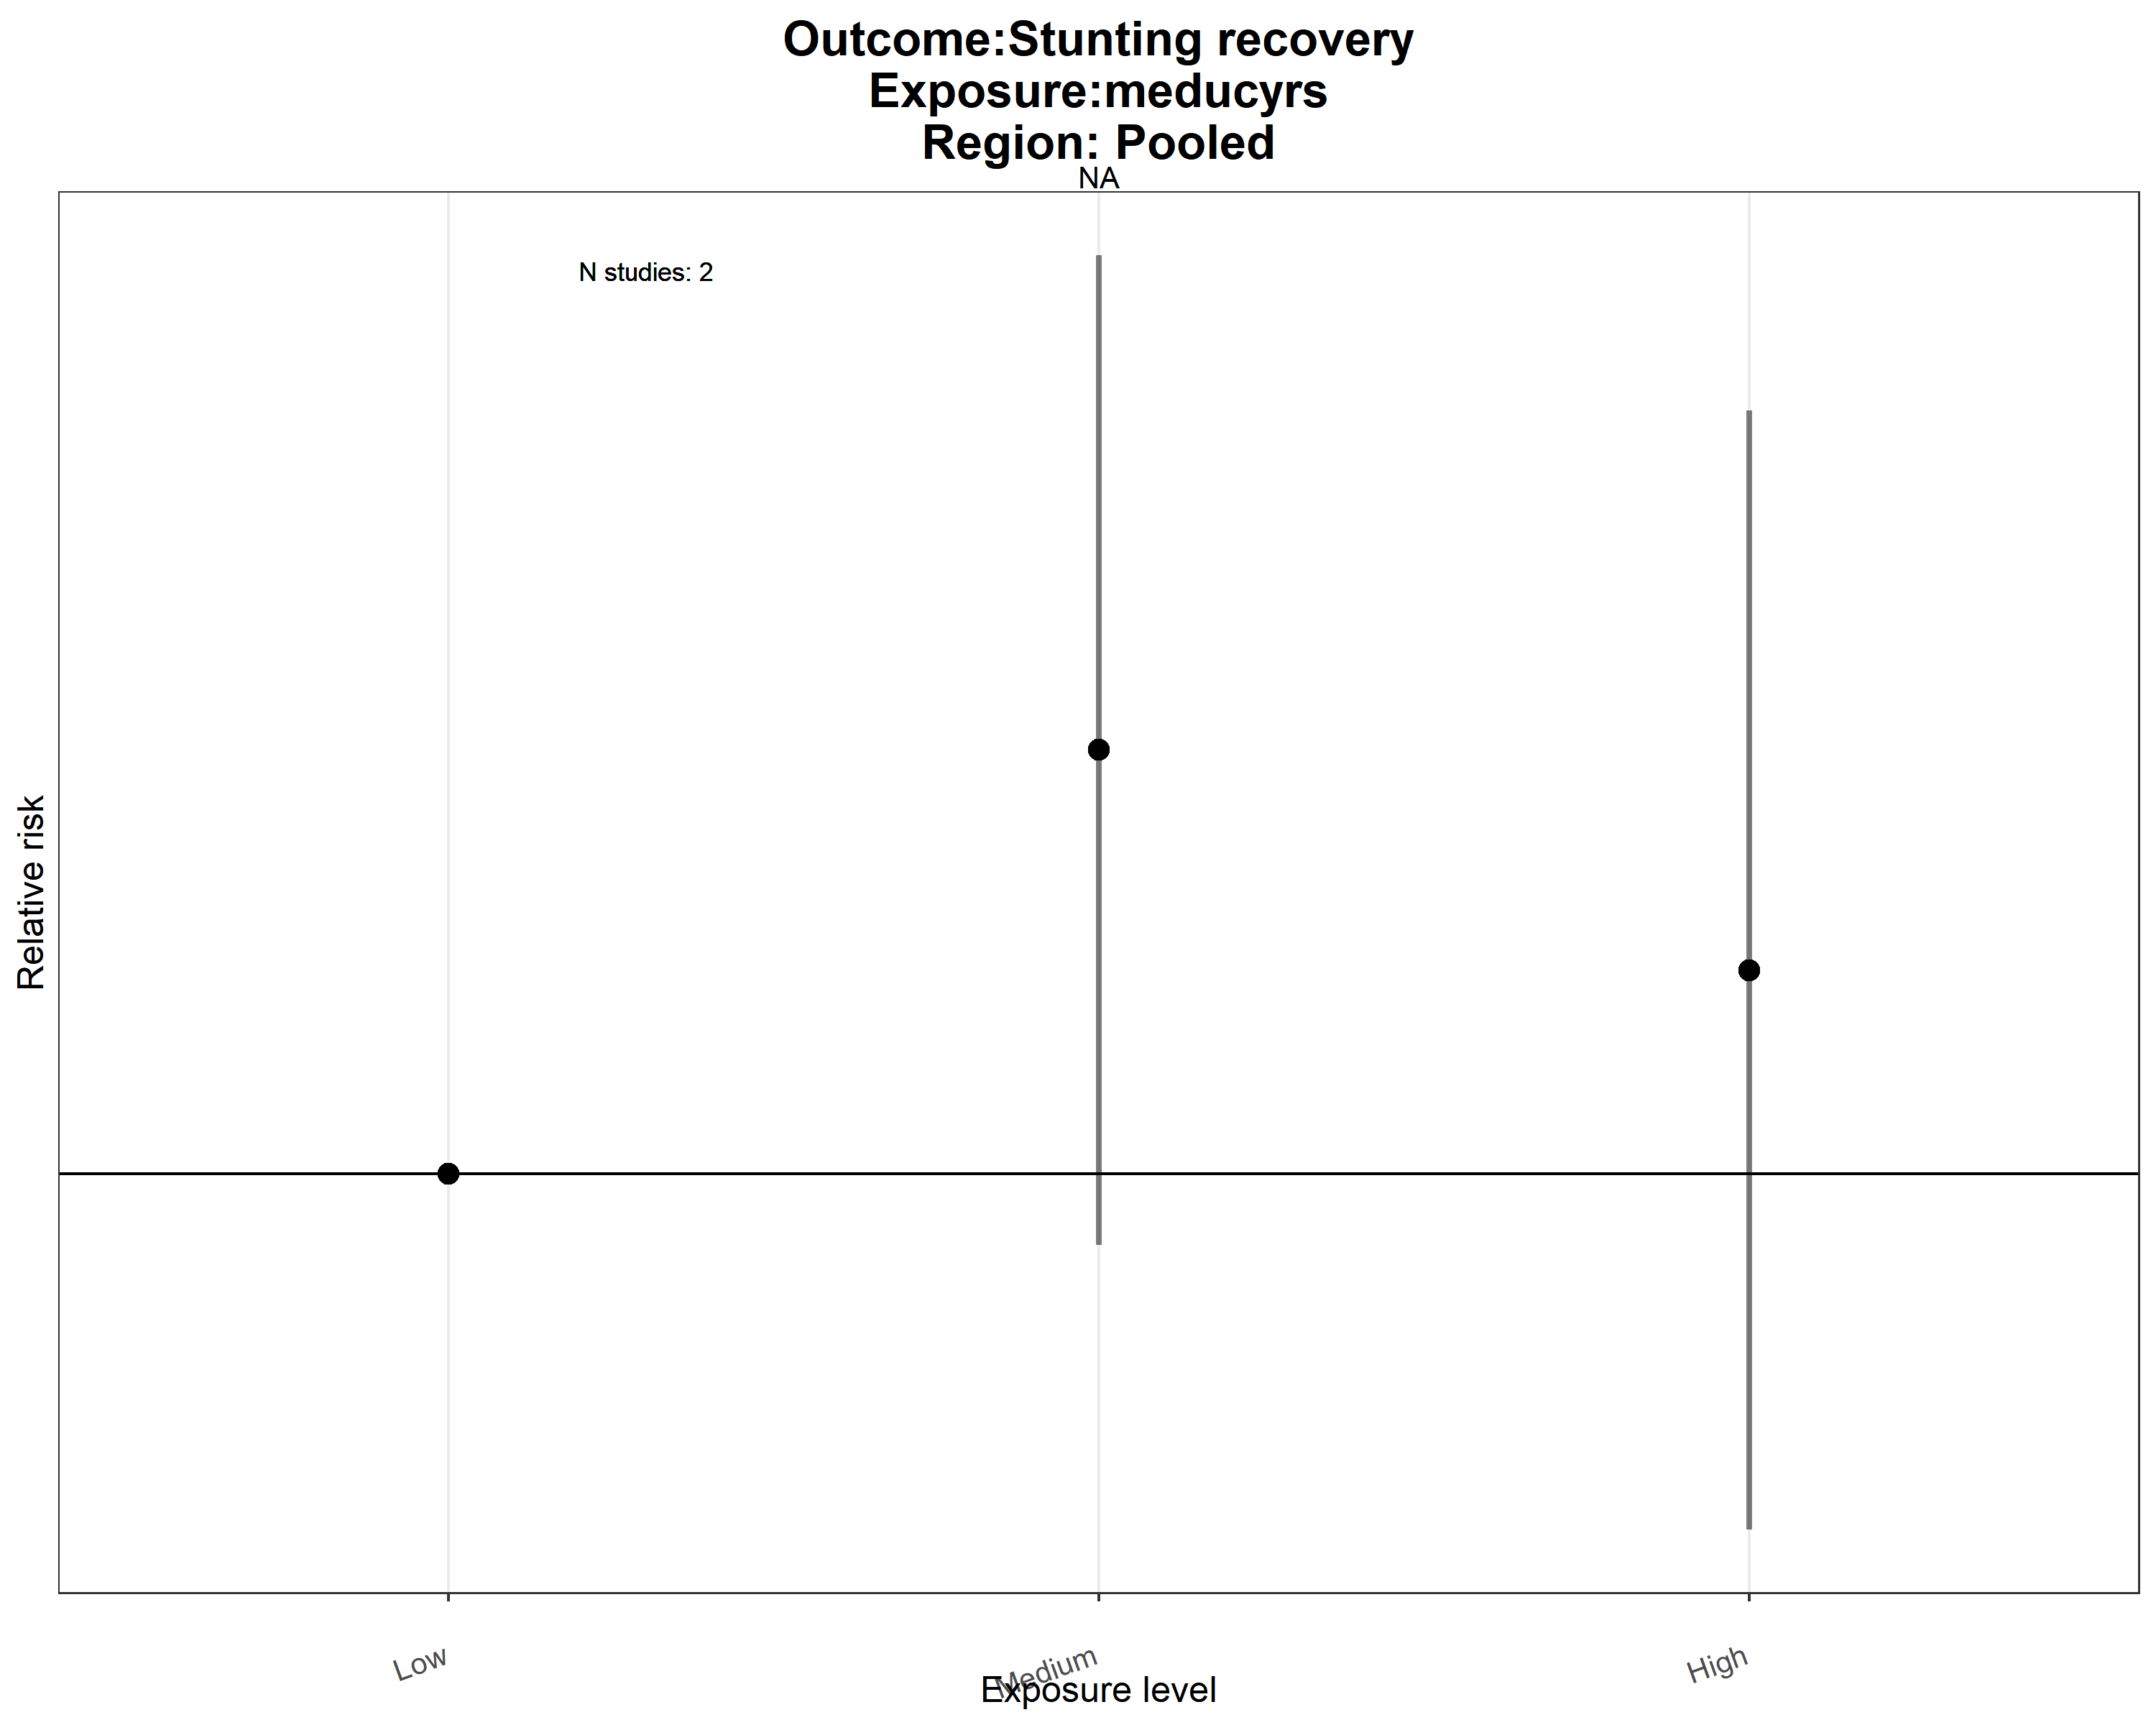 Outcome:Stunting recovery
Exposure:meducyrs
Region: Pooled
NA
N studies: 2
Relative risk
Low
Medium
High
Exposure level